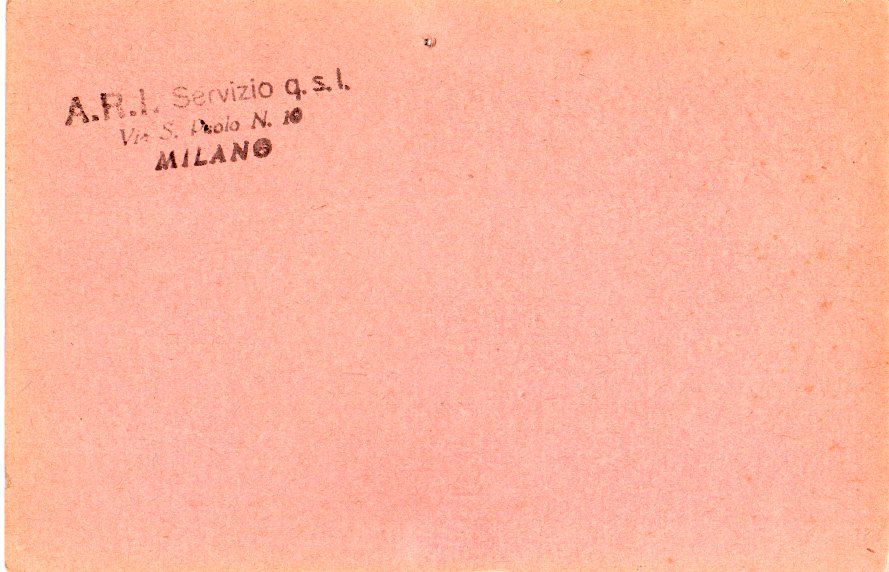 A.R.I. Servizio q.s.l.
Via S. Paolo N. 10
MILANO